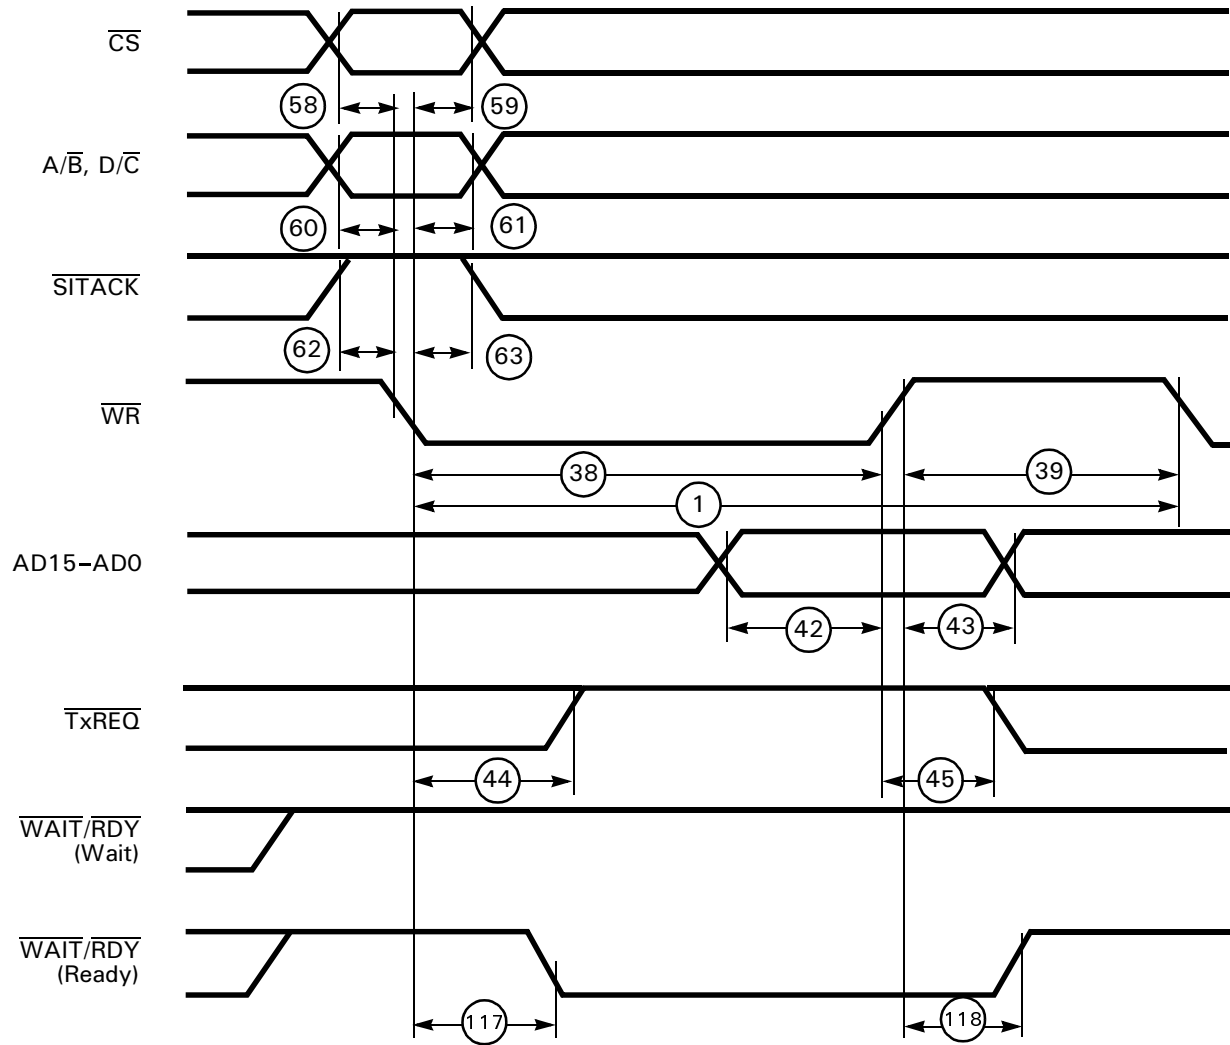 CS
58
59
A/B, D/C
60
61
SITACK
62
63
WR
38
39
1
AD15–AD0
42
43
TxREQ
44
45
WAIT/RDY
(Wait)
WAIT/RDY
(Ready)
117
118